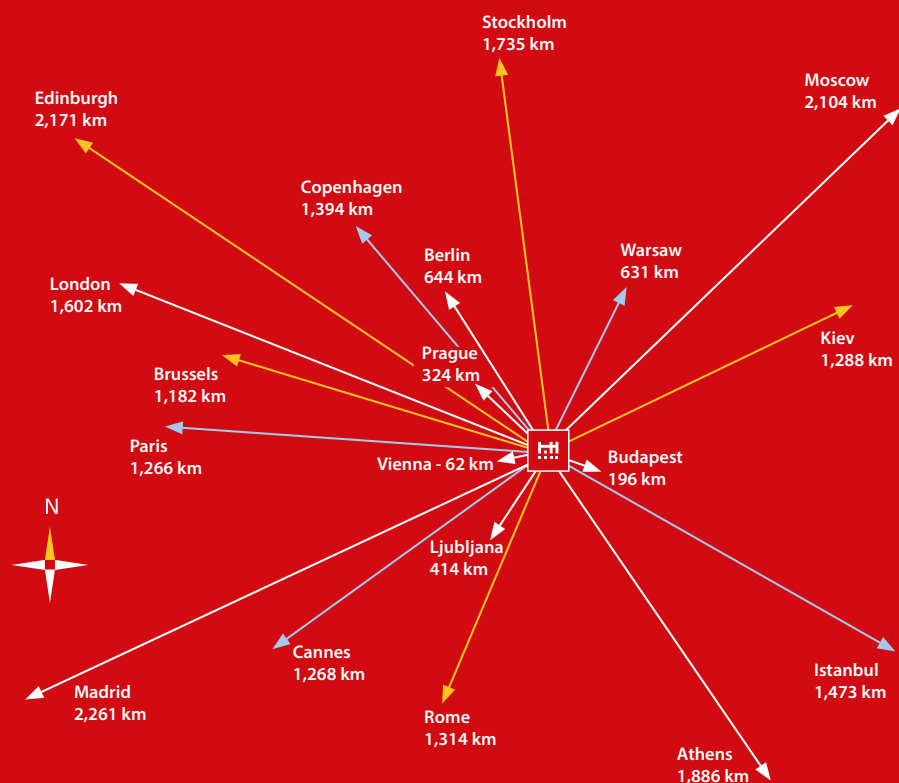 Stockholm
1,735 km
Moscow
2,104 km
Edinburgh
2,171 km
Copenhagen
1,394 km
Berlin
644 km
Warsaw
631 km
London
1,602 km
Kiev
1,288 km
Prague
324 km
Brussels
1,182 km
Paris
1,266 km
Vienna - 62 km
Budapest
196 km
N
Ljubljana
414 km
Cannes
1,268 km
Istanbul
1,473 km
Madrid
2,261 km
Rome
1,314 km
Athens
1,886 km